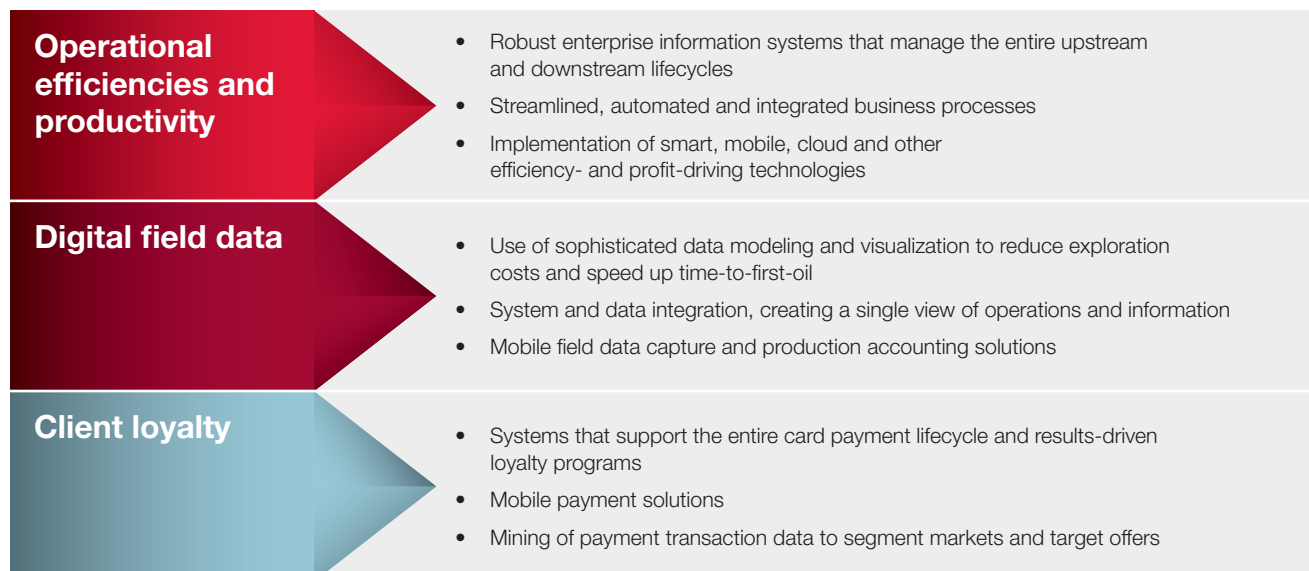 Operational
efficiencies and
productivity
• Robust enterprise information systems that manage the entire upstream
and downstream lifecycles
• Streamlined, automated and integrated business processes
• Implementation of smart, mobile, cloud and other
efficiency- and profit-driving technologies
Digital field data
• Use of sophisticated data modeling and visualization to reduce exploration
costs and speed up time-to-first-oil
• System and data integration, creating a single view of operations and information
• Mobile field data capture and production accounting solutions
Client loyalty
• Systems that support the entire card payment lifecycle and results-driven
loyalty programs
• Mobile payment solutions
• Mining of payment transaction data to segment markets and target offers